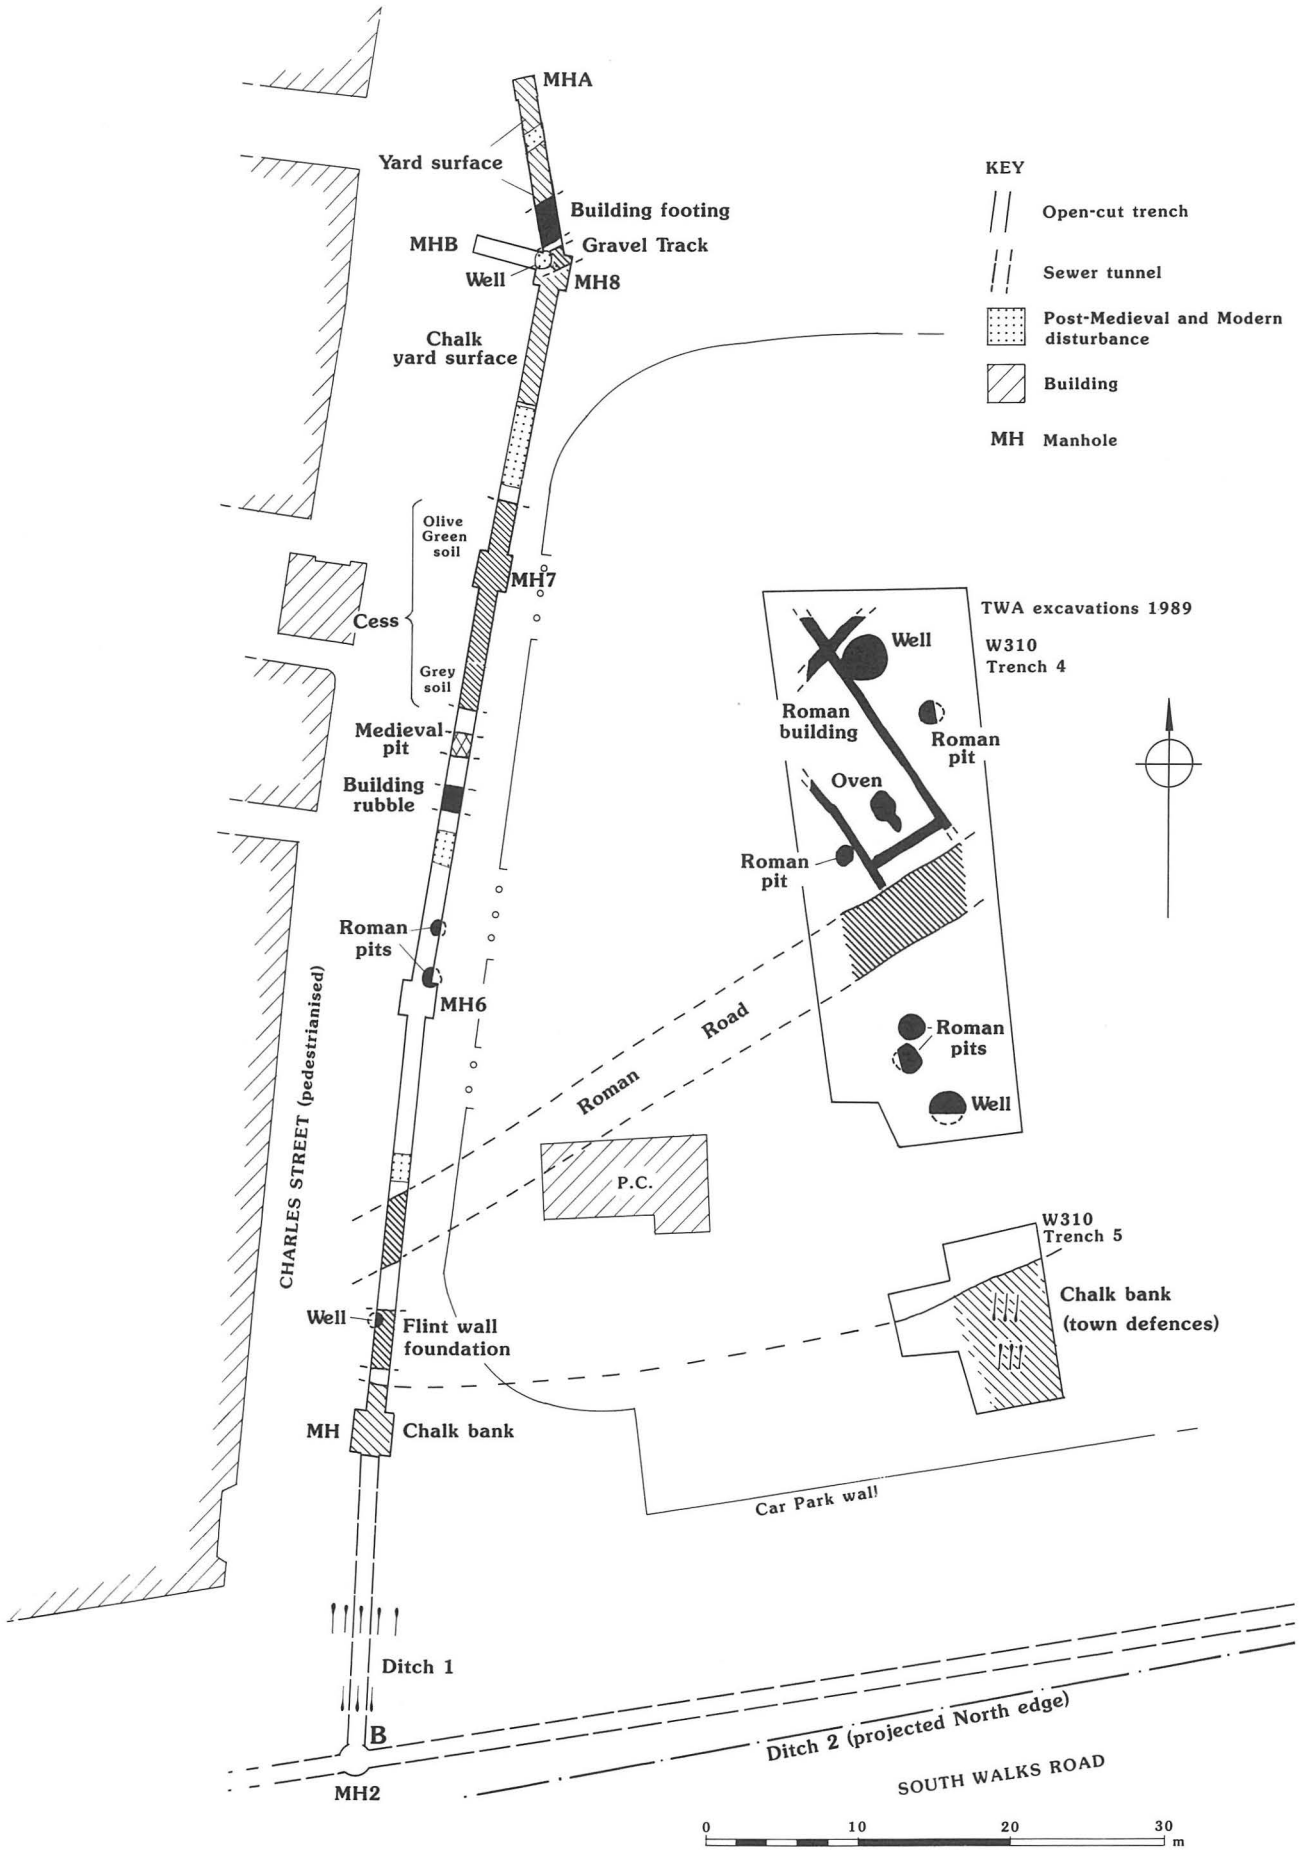 MHA
Yard surface
Building footing
MHB
Gravel Track
Well
MH8
Chalk
yard surface
KEY
Open-cut trench
Sewer tunnel
Post-Medieval and Modern
disturbance
Building
MH Manhole
Olive
Green
soil
MH7
Cess
Grey
soil
Medieval
pit
Building
rubble
Roman
pits
MH6
CHARLES STREET (pedestrianised)
TWA excavations 1989
W310
Trench 4
Well
Roman
building
Roman
pit
Oven
Roman
pit
Roman Road
Roman
pits
Well
P.C.
W310
Trench 5
Chalk bank
(town defences)
Well
Flint wall
foundation
MH
Chalk bank
Car Park wall
Ditch 1
B
MH2
Ditch 2 (projected North edge)
SOUTH WALKS ROAD
0 10 20 30
m